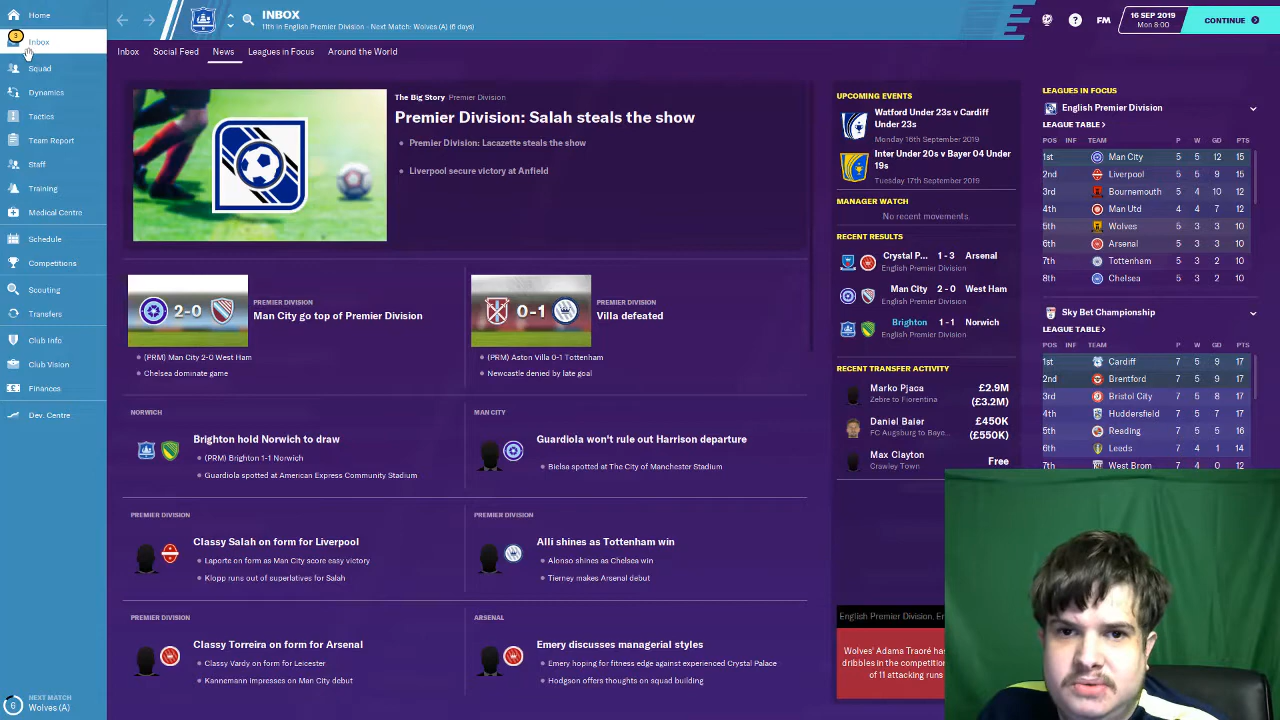 Home
3
Inbox
Squad
Dynamics
Tactics
Team Report
Staff
Training
Medical Centre
Schedule
Competitions
Scouting
Transfers
Club Info
Club Vision
Finances
Dev. Centre
6
NEXT MATCH
Wolves (A)
INBOX
11th in English Premier Division - Next Match: Wolves (A) (6 days)
?
FM
16 SEP 2019
Mon 8:00
CONTINUE
Inbox
Social Feed
News
Leagues in Focus
Around the World
The Big Story Premier Division
Premier Division: Salah steals the show
Premier Division: Lacazette steals the show
Liverpool secure victory at Anfield
2-0
PREMIER DIVISION
Man City go top of Premier Division
(PRM) Man City 2-0 West Ham
Chelsea dominate game
0-1
PREMIER DIVISION
Villa defeated
(PRM) Aston Villa 0-1 Tottenham
Newcastle denied by late goal
NORWICH
Brighton hold Norwich to draw
(PRM) Brighton 1-1 Norwich
Guardiola spotted at American Express Community Stadium
MAN CITY
Guardiola won't rule out Harrison departure
Bielsa spotted at The City of Manchester Stadium
PREMIER DIVISION
Classy Salah on form for Liverpool
Laporte on form as Man City score easy victory
Klopp runs out of superlatives for Salah
PREMIER DIVISION
Alli shines as Tottenham win
Alonso shines as Chelsea win
Tierney makes Arsenal debut
PREMIER DIVISION
Classy Torreira on form for Arsenal
Classy Vardy on form for Leicester
Kannemann impresses on Man City debut
ARSENAL
Emery discusses managerial styles
Emery hoping for fitness edge against experienced Crystal Palace
Hodgson offers thoughts on squad building
UPCOMING EVENTS
Watford Under 23s v Cardiff
Under 23s
Monday 16th September 2019
Inter Under 20s v Bayer 04 Under
19s
Tuesday 17th September 2019
MANAGER WATCH
No recent movements.
RECENT RESULTS
Crystal P... 1 - 3 Arsenal
English Premier Division
Man City 2 - 0 West Ham
English Premier Division
Brighton 1 - 1 Norwich
English Premier Division
RECENT TRANSFER ACTIVITY
Marko Pjaca £2.9M
Zebre to Fiorentina (£3.2M)
Daniel Baier £450K
FC Augsburg to Baye... (£550K)
Max Clayton Free
Crawley Town
English Premier Division, En
Wolves' Adama Traoré has
dribbles in the competition
of 11 attacking runs
LEAGUES IN FOCUS
English Premier Division
LEAGUE TABLE >
POS INF TEAM P W GD PTS
1st Man City 5 5 12 15
2nd Liverpool 5 5 9 15
3rd Bournemouth 5 4 10 12
4th Man Utd 4 4 7 12
5th Wolves 5 3 3 10
6th Arsenal 5 3 3 10
7th Tottenham 5 3 2 10
8th Chelsea 5 3 2 10
Sky Bet Championship
LEAGUE TABLE >
POS INF TEAM P W GD PTS
1st Cardiff 7 5 9 17
2nd Brentford 7 5 9 17
3rd Bristol City 7 5 8 17
4th Huddersfield 7 5 7 17
5th Reading 7 5 5 16
6th Leeds 7 4 1 14
7th West Brom 7 4 0 12